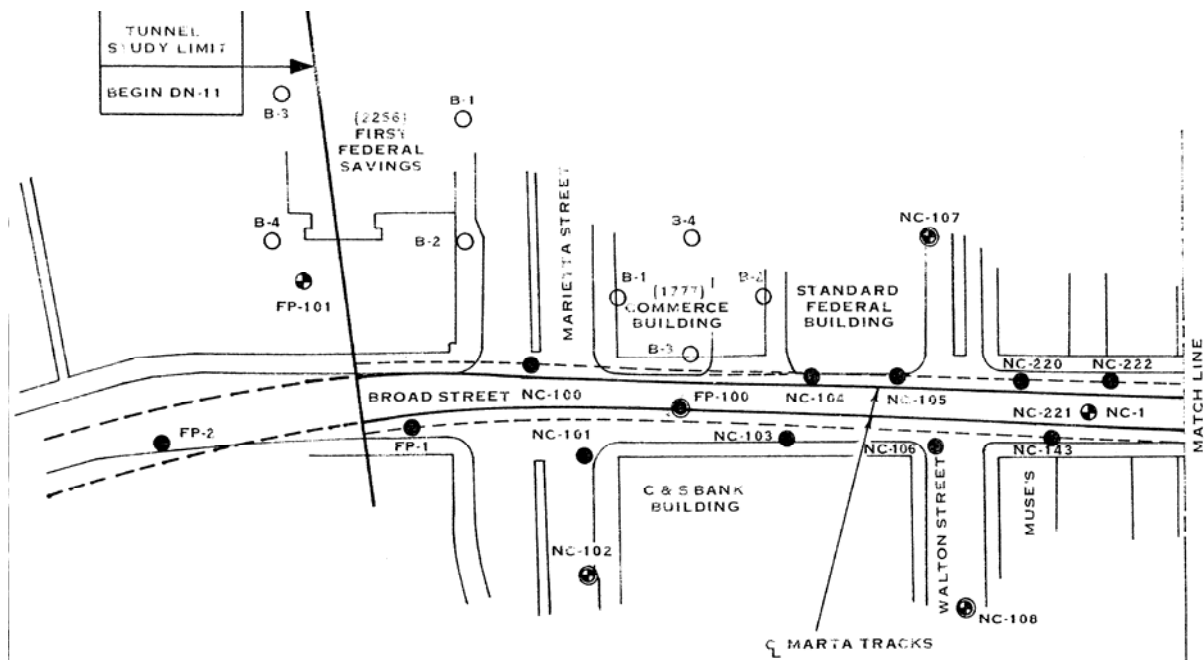 TUNNEL
STUDY LIMIT
BEGIN DN-11
B-3
B-1
(2256)
FIRST
FEDERAL
SAVINGS
MARIETTA STREET
B-4
B-2
3-4
NC-107
FP-101
B-1
(1777)
COMMERCE
BUILDING
B-2
B-3
STANDARD
FEDERAL
BUILDING
NC-220
NC-222
BROAD STREET
NC-100
FP-100
NC-104
NC-105
NC-221
NC-1
MATCH LINE
FP-2
FP-1
NC-101
NC-103
NC-106
NC-143
C & S BANK
BUILDING
WALTON STREET
MUSE'S
NC-102
NC-108
℄ MARTA TRACKS